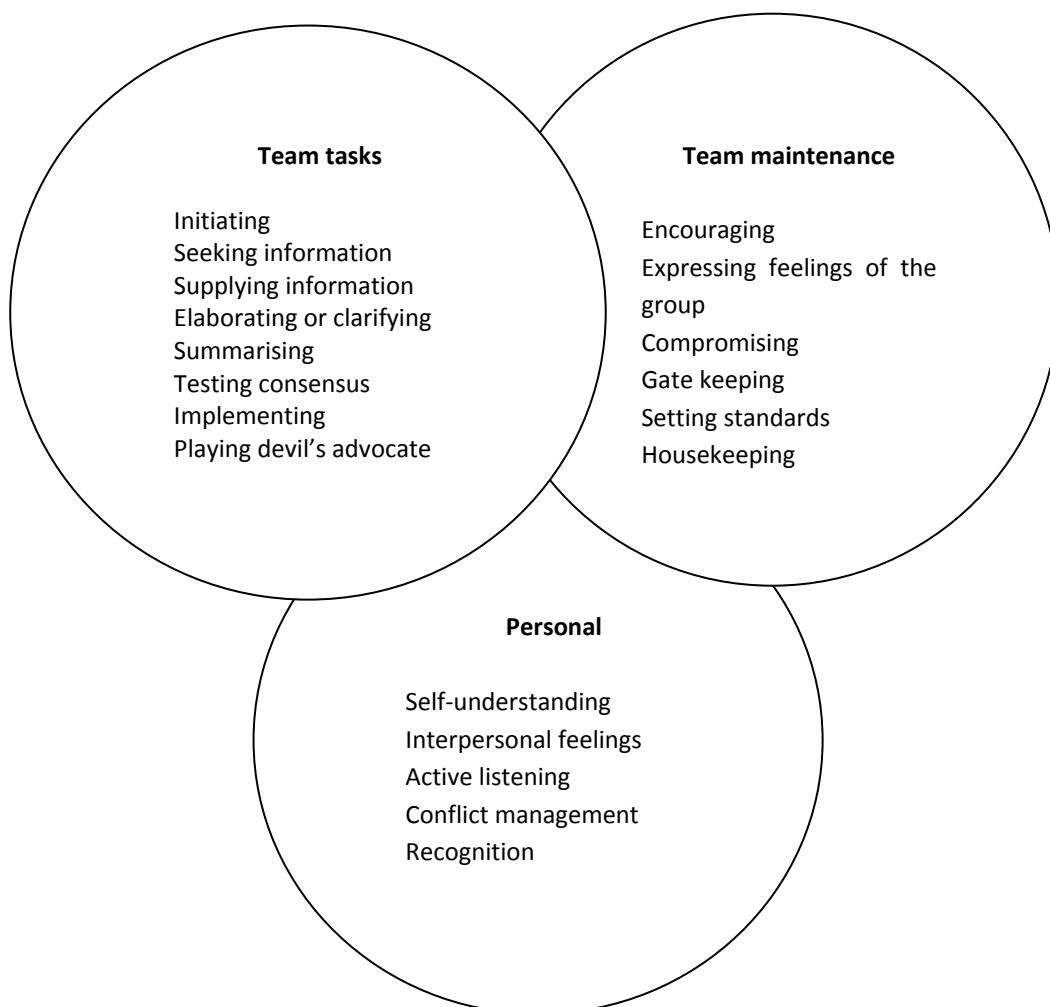 Team tasks
Initiating
Seeking information
Supplying information
Elaborating or clarifying
Summarising
Testing consensus
Implementing
Playing devil’s advocate
Team maintenance
Encouraging
Expressing feelings of the
group
Compromising
Gate keeping
Setting standards
Housekeeping
Personal
Self-understanding
Interpersonal feelings
Active listening
Conflict management
Recognition